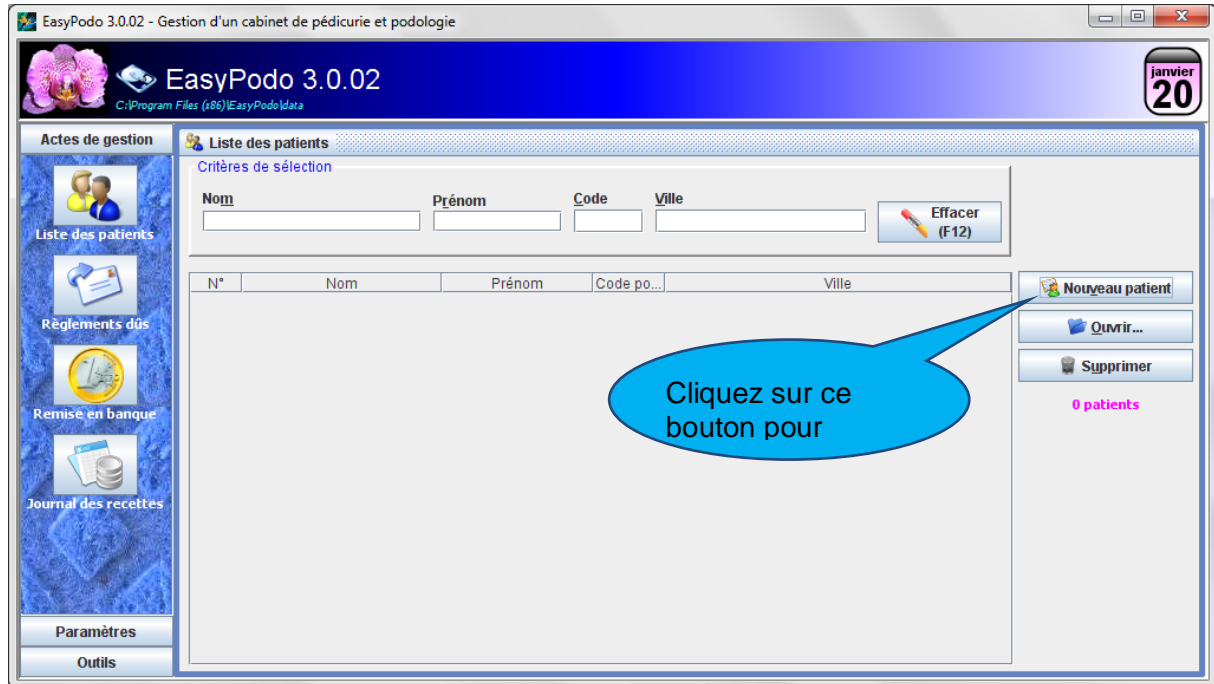 EasyPodo 3.0.02 - Gestion d'un cabinet de pédicurie et podologie
EasyPodo 3.0.02
C:\Program Files (x86)\EasyPodo\data
janvier
20
Actes de gestion
Liste des patients
Règlements dûs
Remise en banque
Journal des recettes
Paramètres
Outils
Liste des patients
Critères de sélection
Nom Prénom Code Ville
Effacer
(F12)
N° Nom Prénom Code po... Ville
Nouveau patient
Ouvrir...
Supprimer
0 patients
Cliquez sur ce
bouton pour